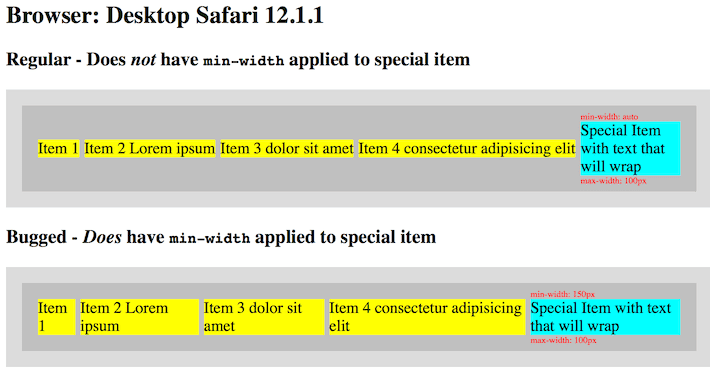 Browser: Desktop Safari 12.1.1
Regular - Does not have min-width applied to special item
min-width: auto
Item 1 Item 2 Lorem ipsum Item 3 dolor sit amet Item 4 consectetur adipisicing elit
Special Item
with text that
will wrap
max-width: 100px
Bugged - Does have min-width applied to special item
min-width: 150px
Item
1
Item 2 Lorem
ipsum
Item 3 dolor sit
amet
Item 4 consectetur adipisicing
elit
Special Item with text
that will wrap
max-width: 100px